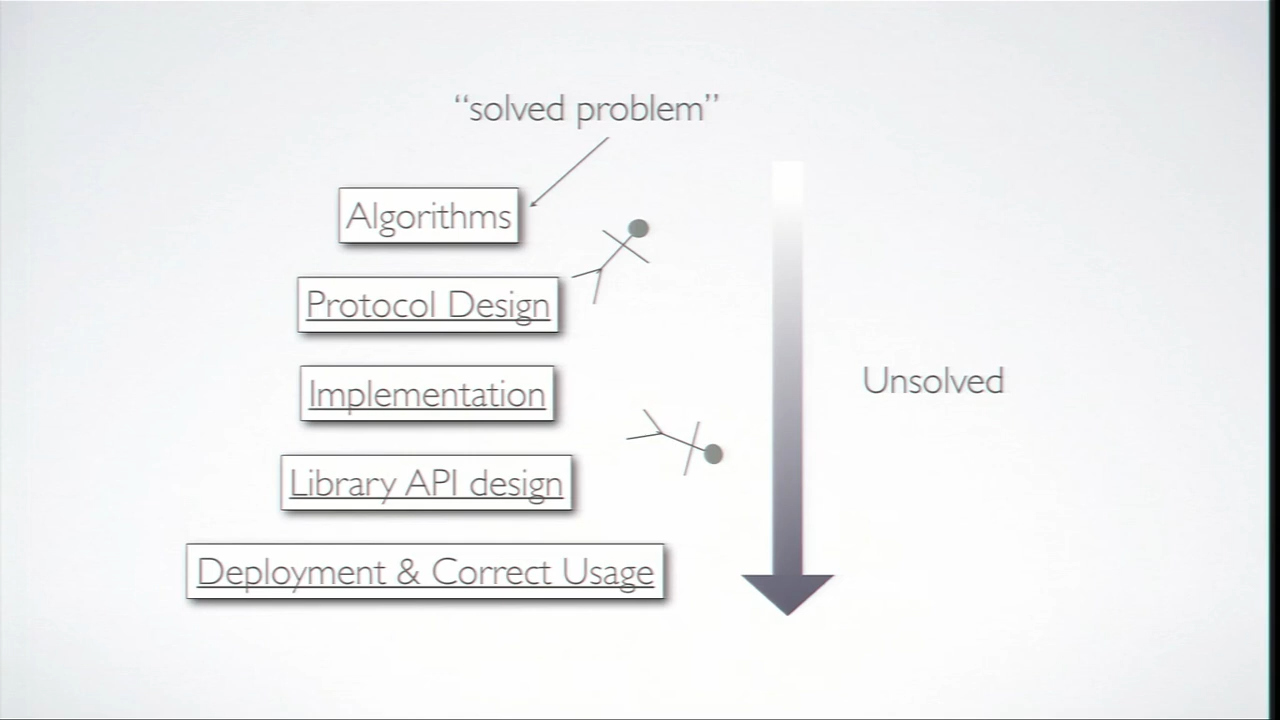 “solved problem”
Algorithms
Protocol Design
Implementation
Unsolved
Library API design
Deployment & Correct Usage